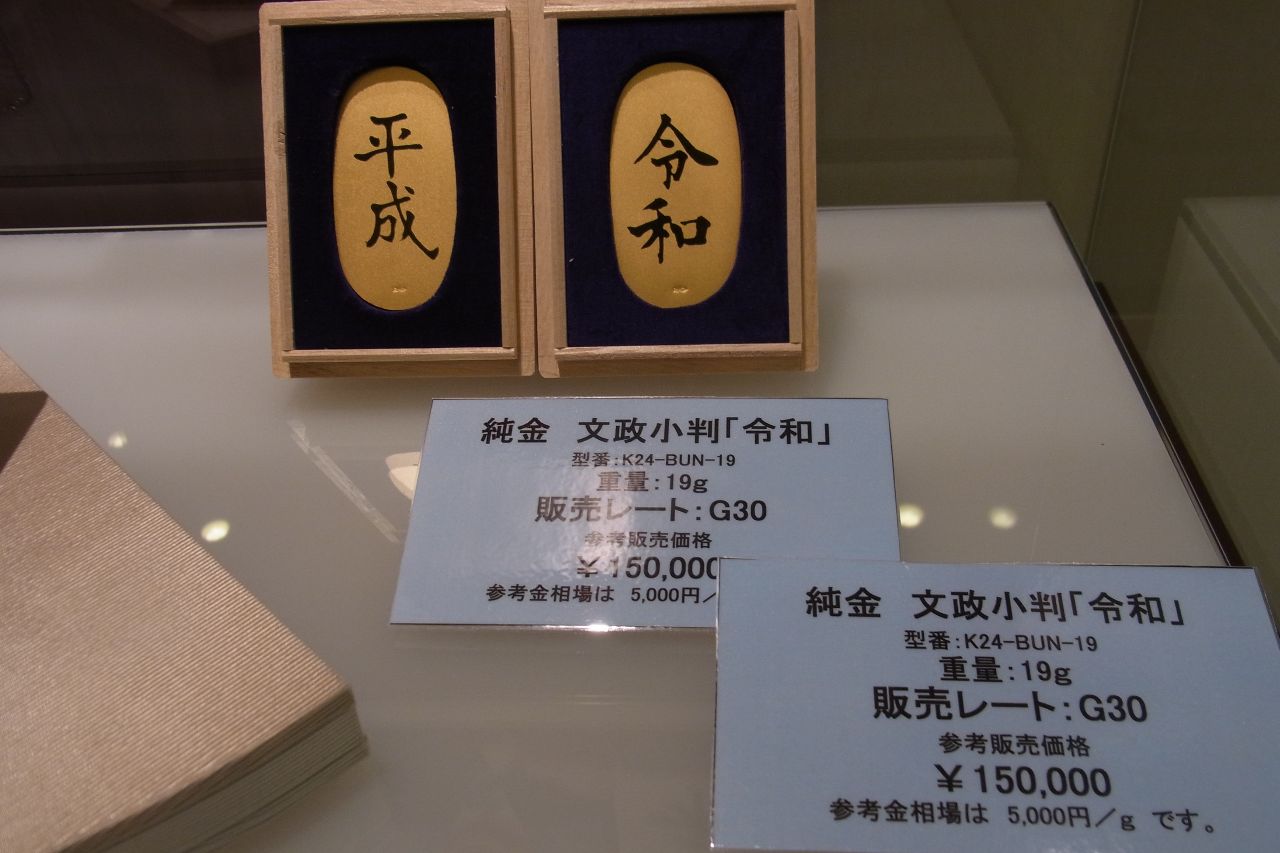 平成
令和
純金 文政小判「令和」
型番:K24-BUN-19
重量:19g
販売レート:G30
参考販売価格
¥150,000
参考金相場は 5,000円/
純金 文政小判「令和」
型番:K24-BUN-19
重量:19g
販売レート:G30
参考販売価格
¥150,000
参考金相場は 5,000円/g です。